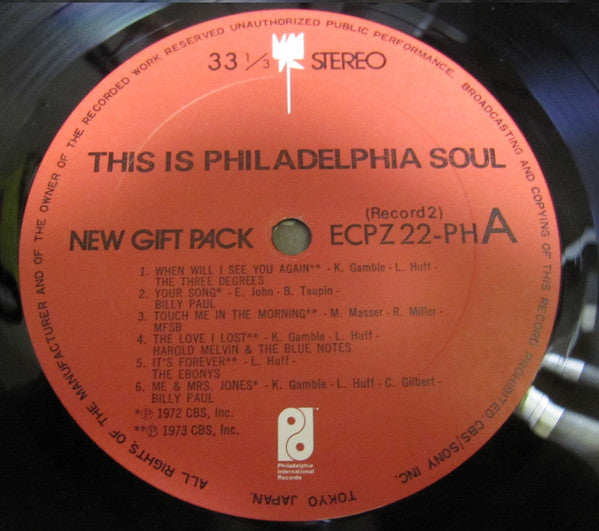 ALL RIGHTS OF THE MANUFACTURER AND OF THE OWNER OF THE RECORDED WORK RESERVED UNAUTHORIZED PUBLIC PERFORMANCE, BROADCASTING AND COPYING OF THIS RECORD PROHIBITED CBS/SONY INC. TOKYO JAPAN.
33 1/3 STEREO
THIS IS PHILADELPHIA SOUL
(Record 2)
NEW GIFT PACK ECPZ 22-PHA
1. WHEN WILL I SEE YOU AGAIN** - K. Gamble - L. Huff -
THE THREE DEGREES
2. YOUR SONG* - E. John - B. Taupin -
BILLY PAUL
3. TOUCH ME IN THE MORNING** - M. Masser - R. Miller -
MFSB
4. THE LOVE I LOST** - K. Gamble - L. Huff -
HAROLD MELVIN & THE BLUE NOTES
5. IT'S FOREVER** - L. Huff -
THE EBONYS
6. ME & MRS. JONES* - K. Gamble - L. Huff - C. Gilbert -
BILLY PAUL
*℗ 1972 CBS, Inc.
**℗ 1973 CBS, Inc.
Philadelphia
International
Records